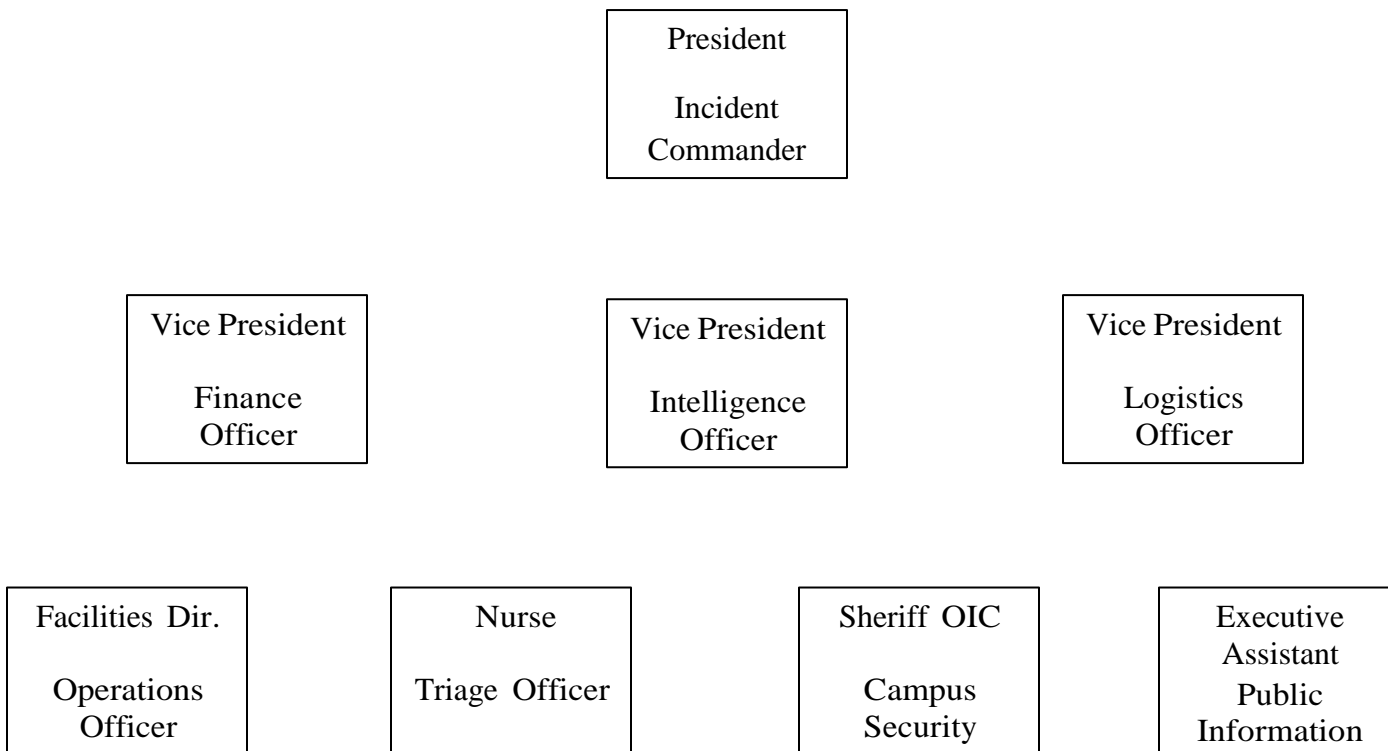 President
Incident
Commander
Vice President
Finance
Officer
Vice President
Intelligence
Officer
Vice President
Logistics
Officer
Facilities Dir.
Operations
Officer
Nurse
Triage Officer
Sheriff OIC
Campus
Security
Executive
Assistant
Public
Information